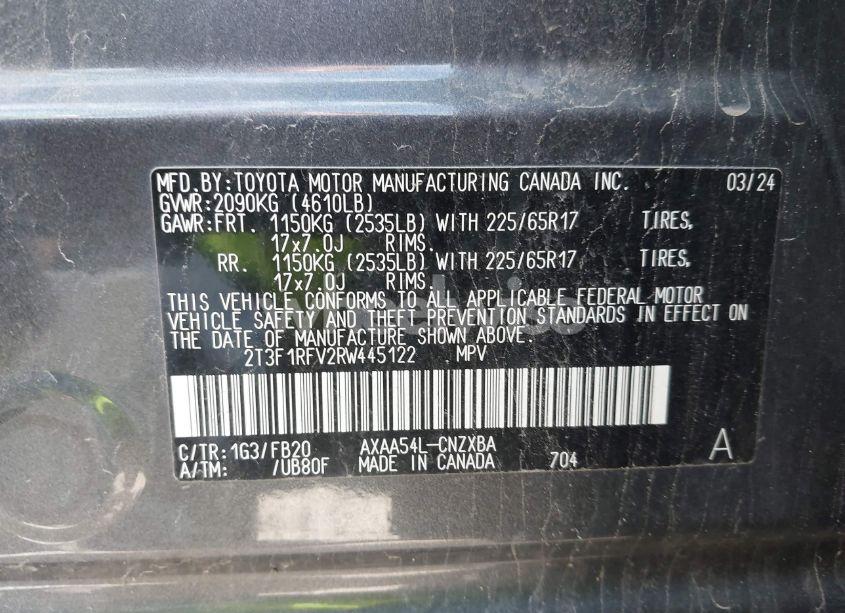 MFD.BY:TOYOTA MOTOR MANUFACTURING CANADA INC. 03/24
GVWR:2090KG (4610LB)
GAWR:FRT. 1150KG (2535LB) WITH 225/65R17 TIRES,
17x7.0J RIMS.
RR. 1150KG (2535LB) WITH 225/65R17 TIRES,
17x7.0J RIMS.
THIS VEHICLE CONFORMS TO ALL APPLICABLE FEDERAL MOTOR
VEHICLE SAFETY AND THEFT PREVENTION STANDARDS IN EFFECT ON
THE DATE OF MANUFACTURE SHOWN ABOVE.
2T3F1RFV2RW445122 MPV
C/TR:1G3/FB20 AXAA54L-CNZXBA A
A/TM: /UB80F MADE IN CANADA 704